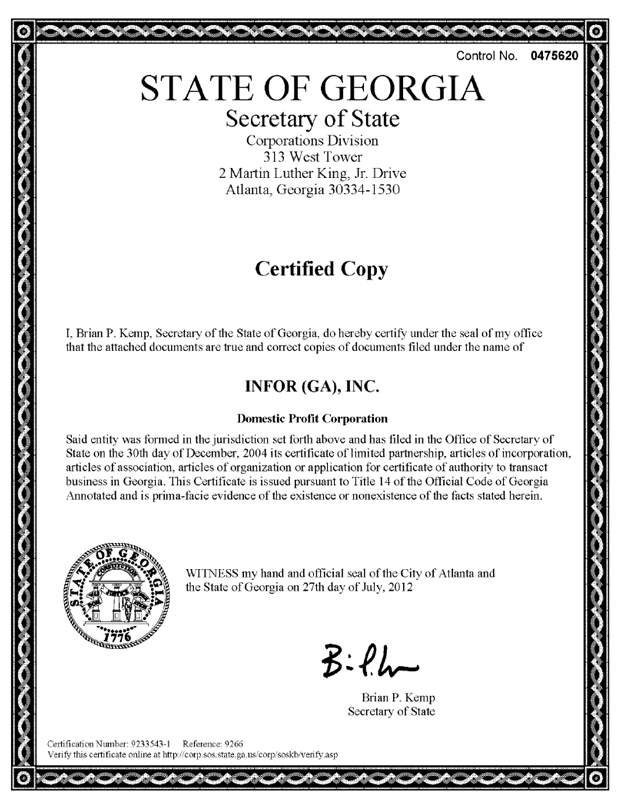 Control No. 0475620
STATE OF GEORGIA
Secretary of State
Corporations Division
313 West Tower
2 Martin Luther King, Jr. Drive
Atlanta, Georgia 30334-1530
Certified Copy
I, Brian P. Kemp, Secretary of the State of Georgia, do hereby certify under the seal of my office
that the attached documents are true and correct copies of documents filed under the name of
INFOR (GA), INC.
Domestic Profit Corporation
Said entity was formed in the jurisdiction set forth above and has filed in the Office of Secretary of
State on the 30th day of December, 2004 its certificate of limited partnership, articles of incorporation,
articles of association, articles of organization or application for certificate of authority to transact
business in Georgia. This Certificate is issued pursuant to Title 14 of the Official Code of Georgia
Annotated and is prima-facie evidence of the existence or nonexistence of the facts stated herein.
STATE OF GEORGIA
CONSTITUTION
JUSTICE
1776
WITNESS my hand and official seal of the City of Atlanta and
the State of Georgia on 27th day of July, 2012
Brian P. Kemp
Secretary of State
Certification Number: 9233543-1 Reference: 9266
Verify this certificate online at http://corp.sos.state.ga.us/corp/soskb/verify.asp